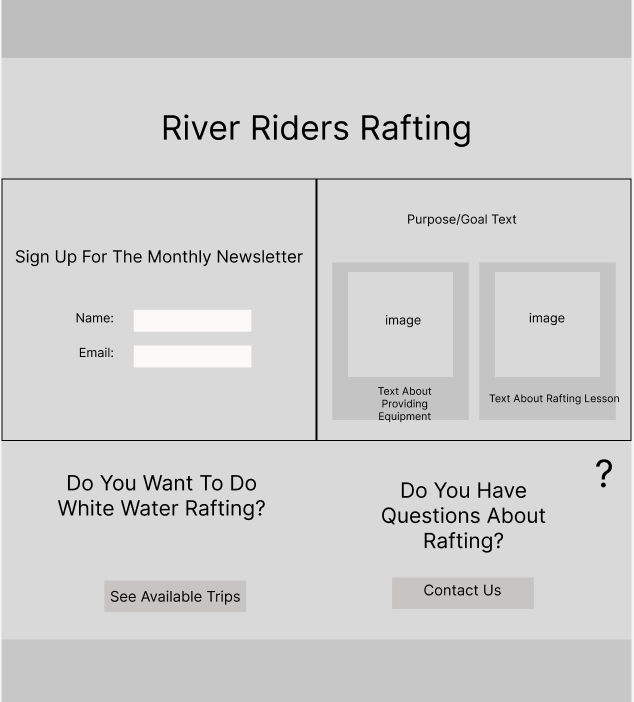 River Riders Rafting
Sign Up For The Monthly Newsletter
Name:
Email:
Purpose/Goal Text
image
image
Text About
Providing
Equipment
Text About Rafting Lesson
Do You Want To Do
White Water Rafting?
See Available Trips
?
Do You Have
Questions About
Rafting?
Contact Us